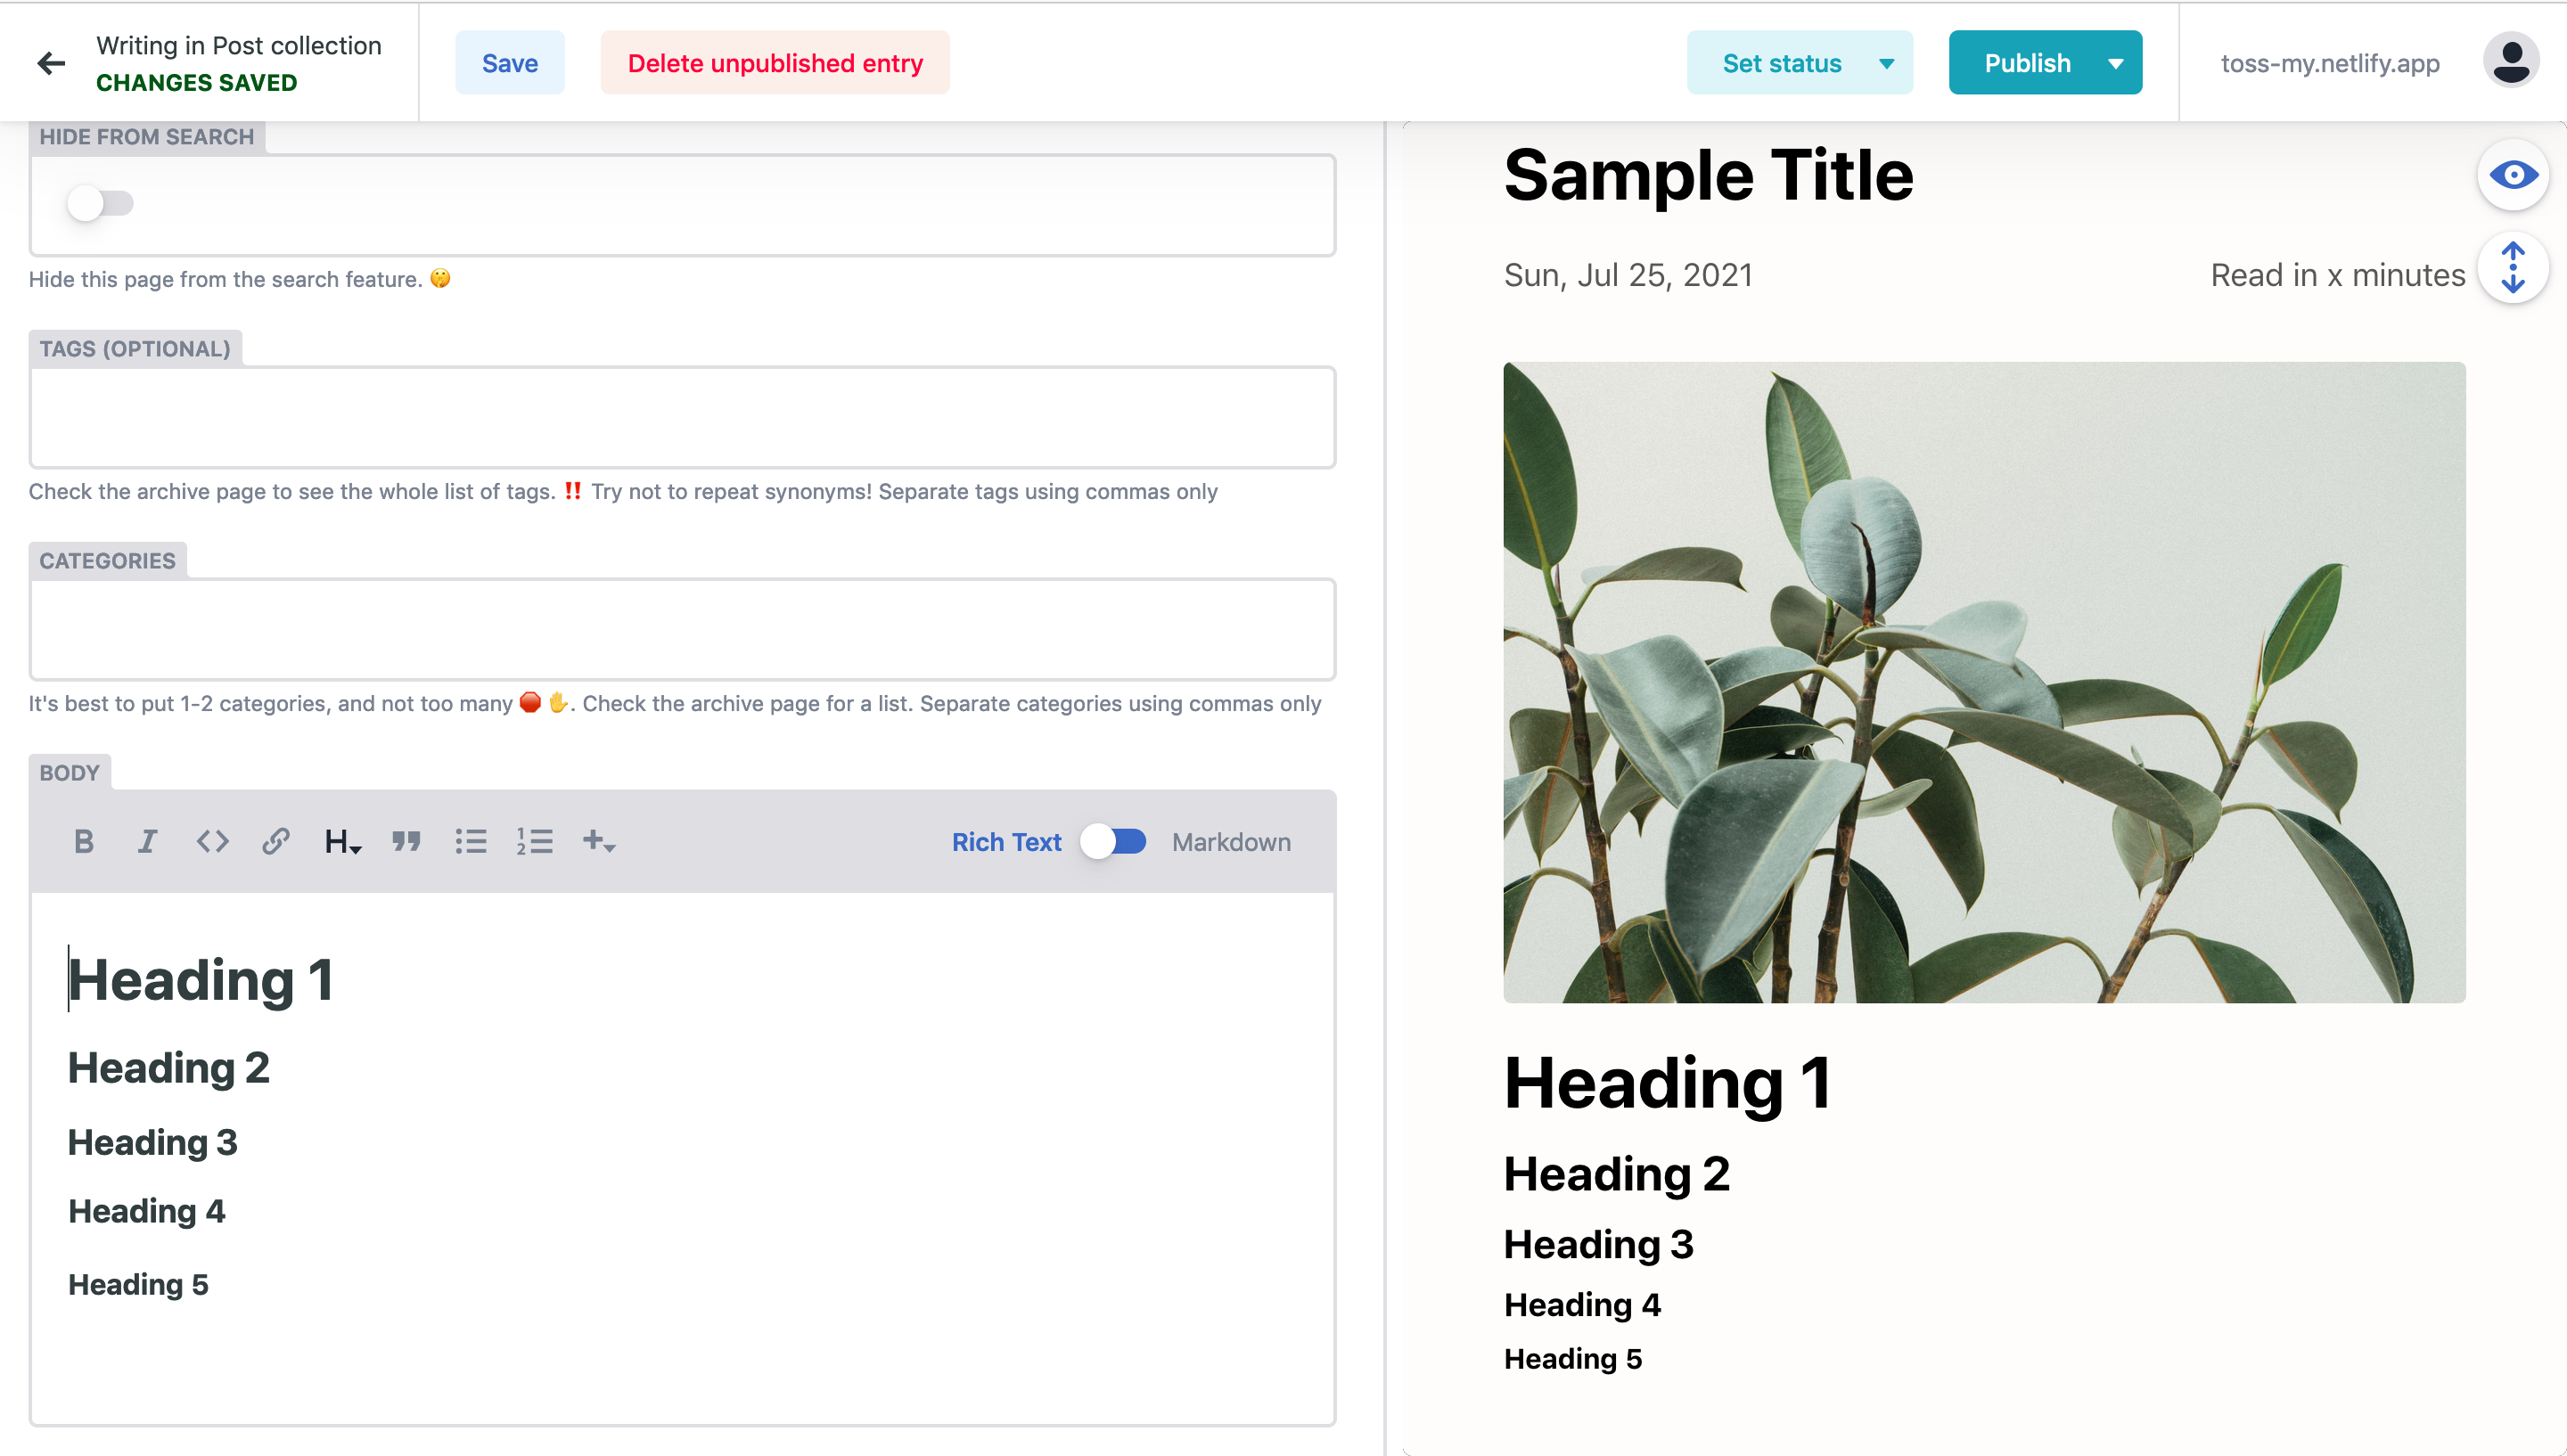 Writing in Post collection
CHANGES SAVED
Save
Delete unpublished entry
Set status
Publish
toss-my.netlify.app
HIDE FROM SEARCH
Hide this page from the search feature. 🤫
TAGS (OPTIONAL)
Check the archive page to see the whole list of tags. ‼️ Try not to repeat synonyms! Separate tags using commas only
CATEGORIES
It's best to put 1-2 categories, and not too many 🛑 ✋. Check the archive page for a list. Separate categories using commas only
BODY
B I <> H
Rich Text Markdown
Heading 1
Heading 2
Heading 3
Heading 4
Heading 5
Sample Title
Sun, Jul 25, 2021
Read in x minutes
Heading 1
Heading 2
Heading 3
Heading 4
Heading 5